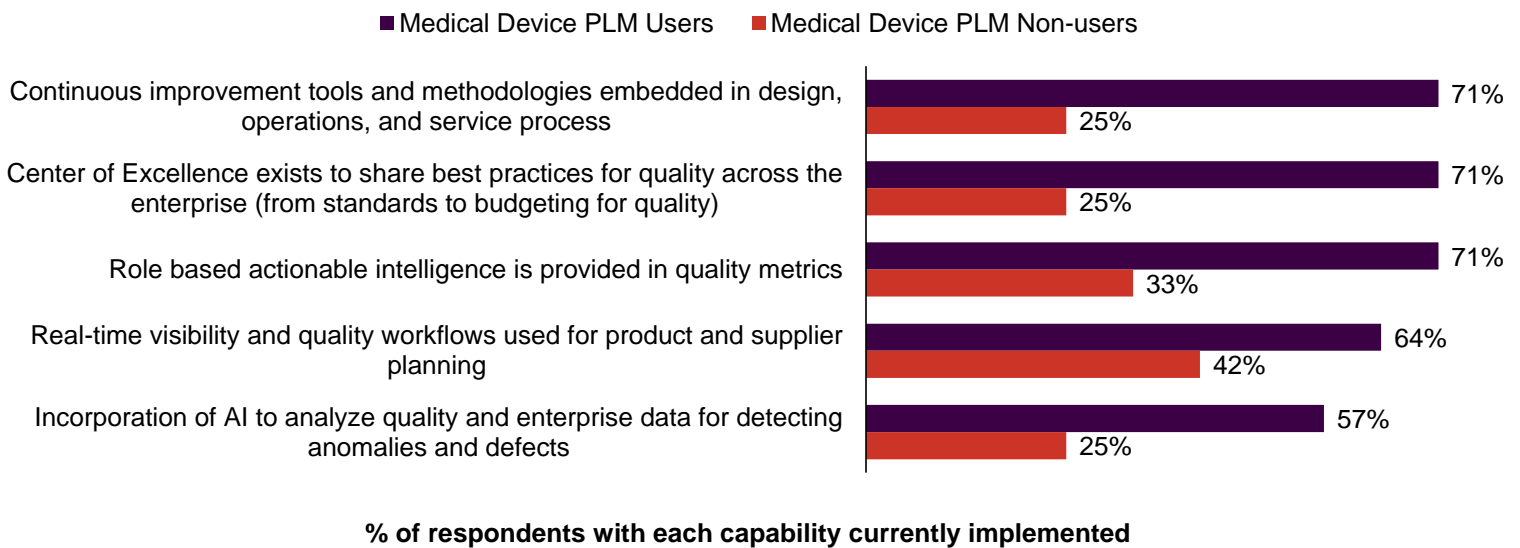 Medical Device PLM Users Medical Device PLM Non-users
Continuous improvement tools and methodologies embedded in design,
operations, and service process
71%
25%
Center of Excellence exists to share best practices for quality across the
enterprise (from standards to budgeting for quality)
71%
25%
Role based actionable intelligence is provided in quality metrics
71%
33%
Real-time visibility and quality workflows used for product and supplier
planning
64%
42%
Incorporation of AI to analyze quality and enterprise data for detecting
anomalies and defects
57%
25%
% of respondents with each capability currently implemented